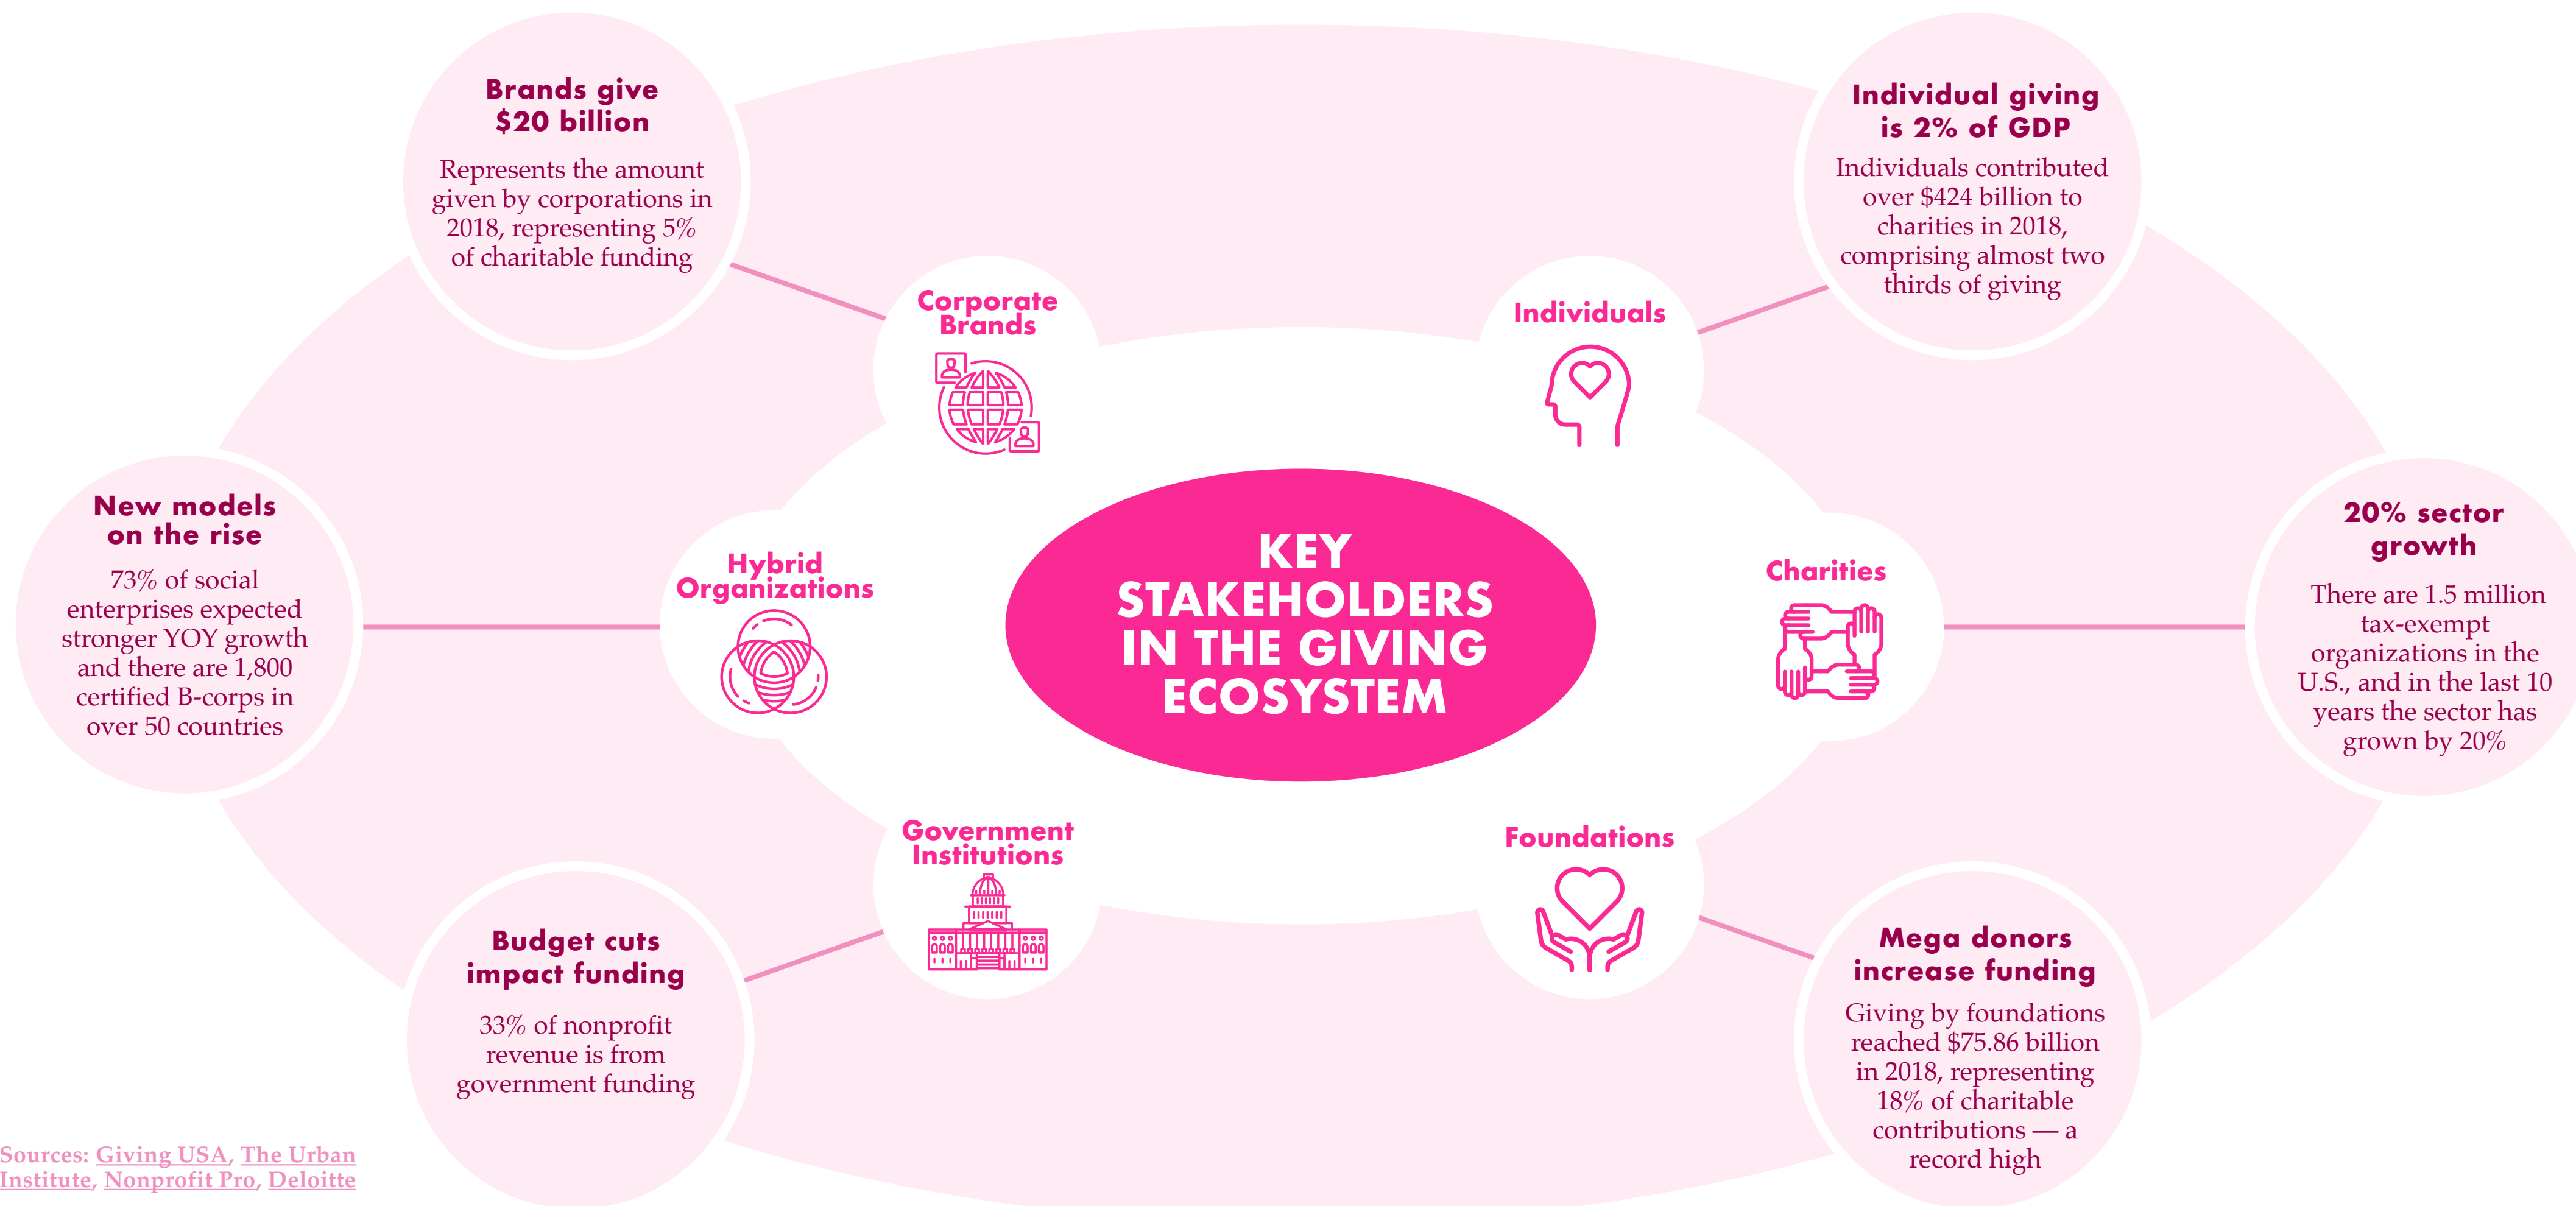 Brands give
$20 billion
Represents the amount
given by corporations in
2018, representing 5%
of charitable funding
Individual giving
is 2% of GDP
Individuals contributed
over $424 billion to
charities in 2018,
comprising almost two
thirds of giving
Corporate
Brands
Individuals
New models
on the rise
73% of social
enterprises expected
stronger YOY growth
and there are 1,800
certified B-corps in
over 50 countries
Hybrid
Organizations
KEY
STAKEHOLDERS
IN THE GIVING
ECOSYSTEM
Charities
20% sector
growth
There are 1.5 million
tax-exempt
organizations in the
U.S., and in the last 10
years the sector has
grown by 20%
Government
Institutions
Foundations
Budget cuts
impact funding
33% of nonprofit
revenue is from
government funding
Mega donors
increase funding
Giving by foundations
reached $75.86 billion
in 2018, representing
18% of charitable
contributions — a
record high
Sources: Giving USA, The Urban
Institute, Nonprofit Pro, Deloitte